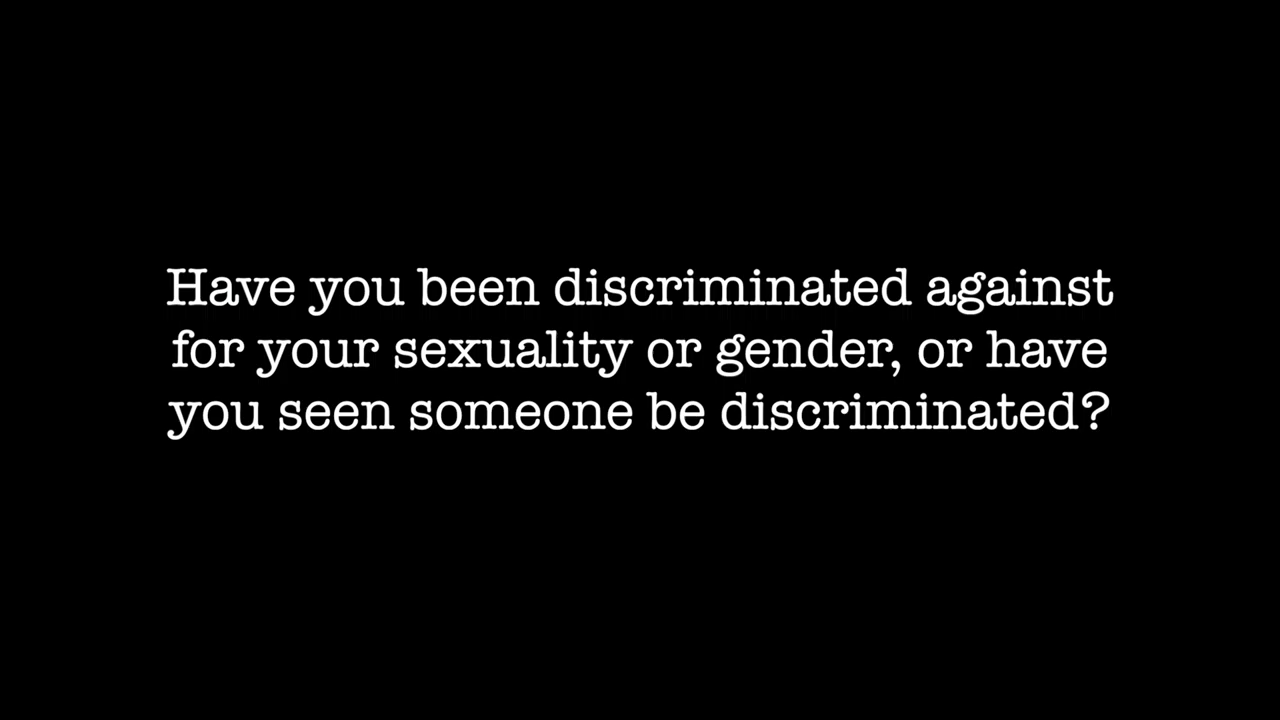 Have you been discriminated against
for your sexuality or gender, or have
you seen someone be discriminated?